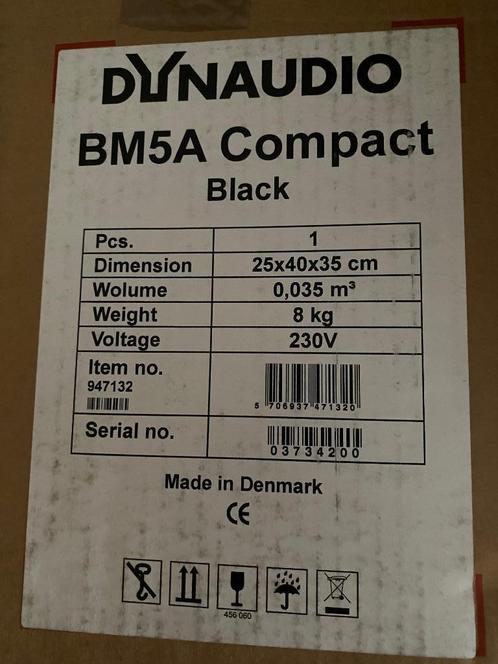 DYNAUDIO
BM5A Compact
Black
Pcs. 1
Dimension 25x40x35 cm
Wolume 0,035 m³
Weight 8 kg
Voltage 230V
Item no.
947132
5 706937 471320
Serial no.
03734200
Made in Denmark
CE
456 060